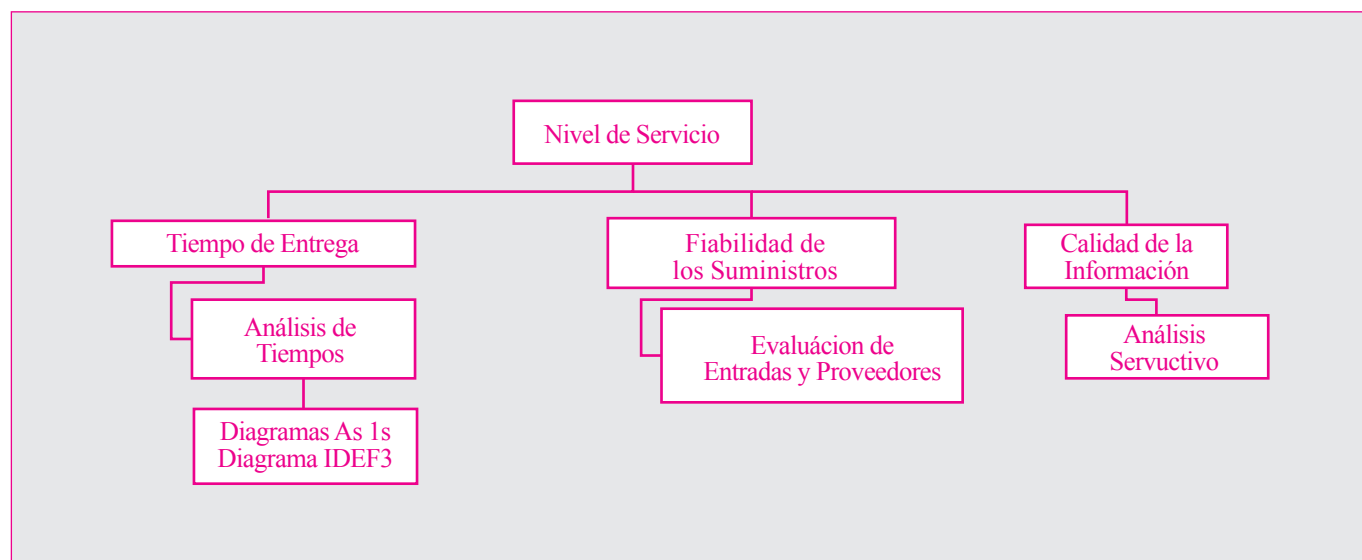 Nivel de Servicio
Tiempo de Entrega
Análisis de
Tiempos
Diagramas As 1s
Diagrama IDEF3
Fiabilidad de
los Suministros
Evaluácion de
Entradas y Proveedores
Calidad de la
Información
Análisis
Servuctivo